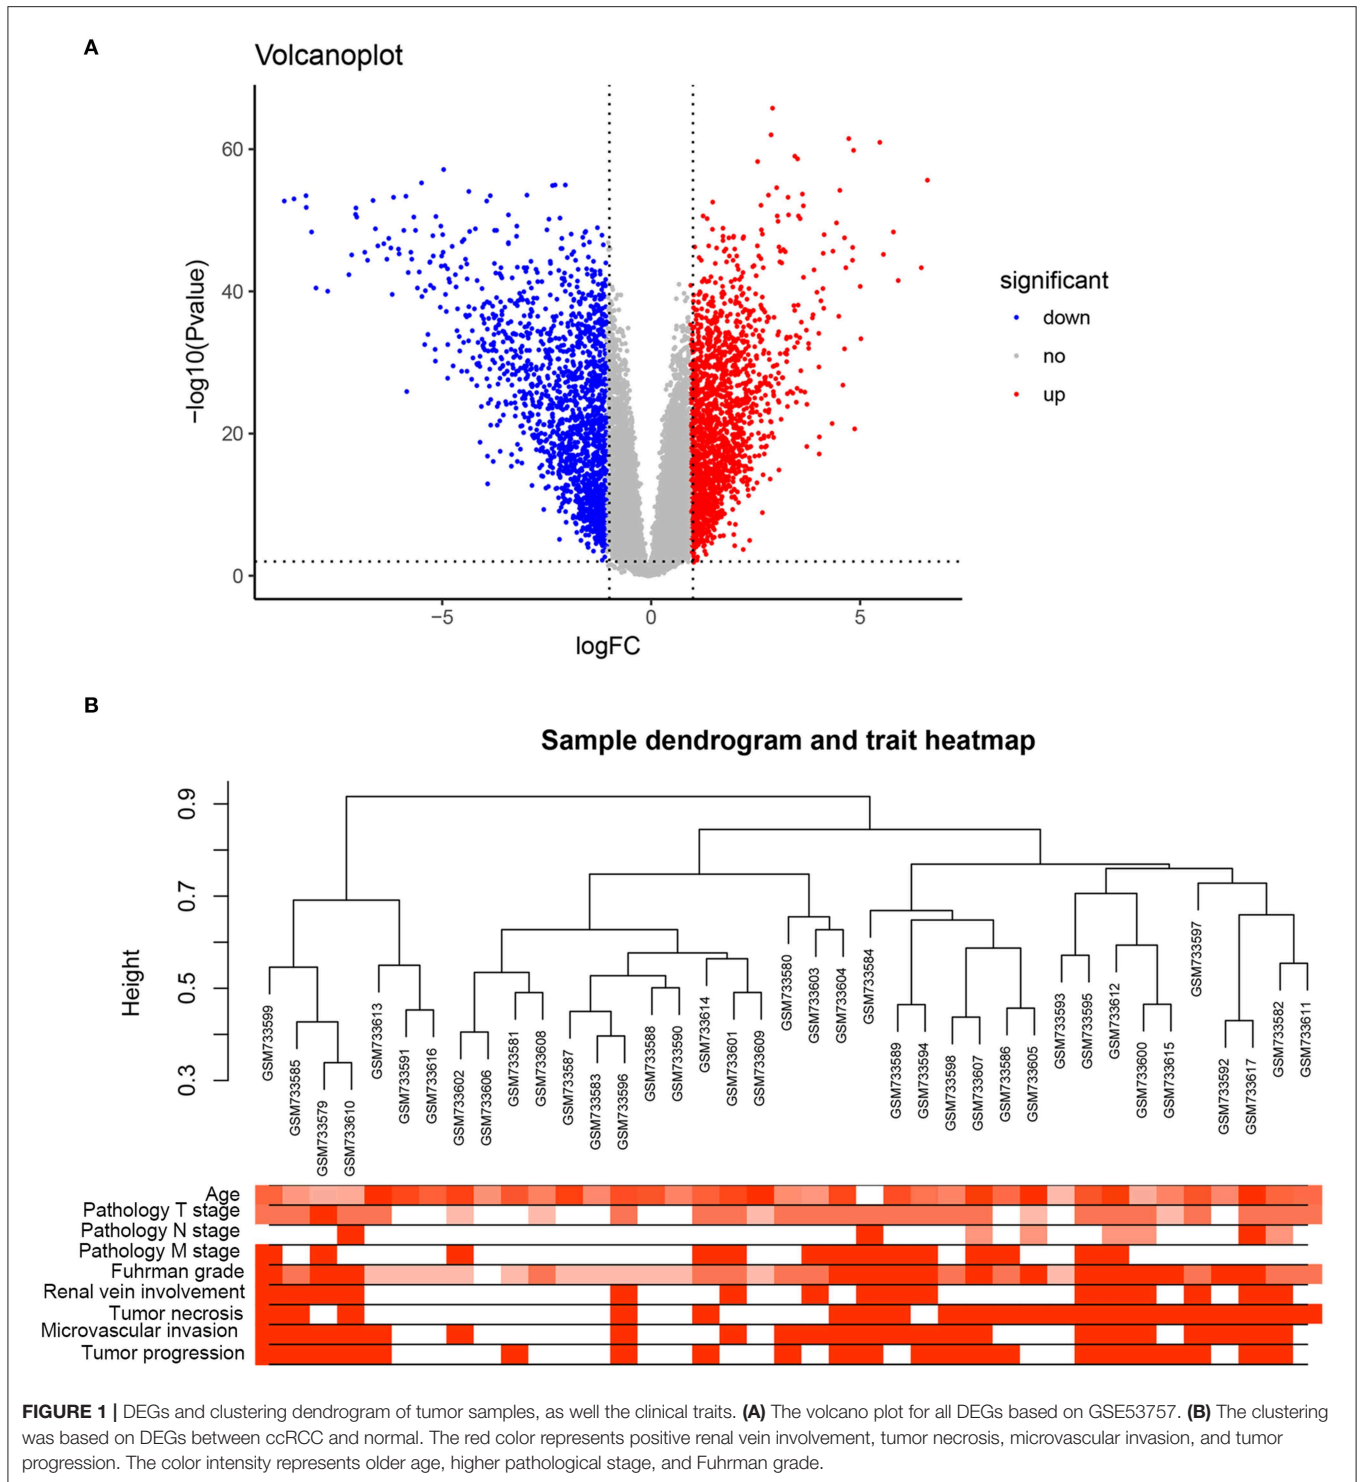 A
Volcanoplot
60
40
20
0
−log10(Pvalue)
−5
0
5
logFC
significant
down
no
up
B
Sample dendrogram and trait heatmap
Height
0.9
0.7
0.5
0.3
GSM733599
GSM733585
GSM733579
GSM733610
GSM733613
GSM733591
GSM733616
GSM733602
GSM733606
GSM733581
GSM733608
GSM733587
GSM733583
GSM733596
GSM733588
GSM733590
GSM733614
GSM733601
GSM733609
GSM733580
GSM733603
GSM733604
GSM733584
GSM733589
GSM733594
GSM733598
GSM733607
GSM733586
GSM733605
GSM733593
GSM733595
GSM733612
GSM733600
GSM733615
GSM733597
GSM733592
GSM733617
GSM733582
GSM733611
Age
Pathology T stage
Pathology N stage
Pathology M stage
Fuhrman grade
Renal vein involvement
Tumor necrosis
Microvascular invasion
Tumor progression
FIGURE 1 | DEGs and clustering dendrogram of tumor samples, as well the clinical traits. (A) The volcano plot for all DEGs based on GSE53757. (B) The clustering
was based on DEGs between ccRCC and normal. The red color represents positive renal vein involvement, tumor necrosis, microvascular invasion, and tumor
progression. The color intensity represents older age, higher pathological stage, and Fuhrman grade.